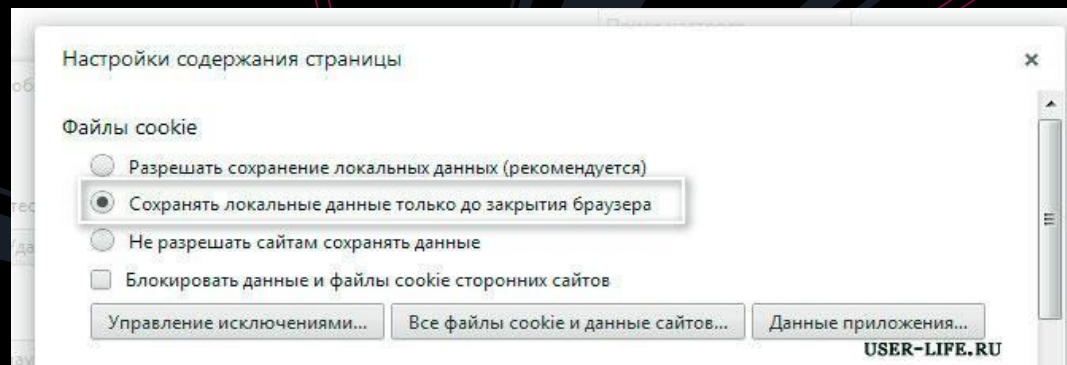 Настройки содержания страницы
Файлы cookie
Разрешать сохранение локальных данных (рекомендуется)
Сохранять локальные данные только до закрытия браузера
Не разрешать сайтам сохранять данные
Блокировать данные и файлы cookie сторонних сайтов
Управление исключениями... Все файлы cookie и данные сайтов... Данные приложения...
USER-LIFE.RU